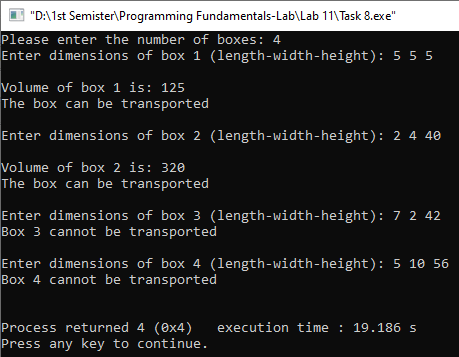 "D:\1st Semister\Programming Fundamentals-Lab\Lab 11\Task 8.exe"
Please enter the number of boxes: 4
Enter dimensions of box 1 (length-width-height): 5 5 5
Volume of box 1 is: 125
The box can be transported
Enter dimensions of box 2 (length-width-height): 2 4 40
Volume of box 2 is: 320
The box can be transported
Enter dimensions of box 3 (length-width-height): 7 2 42
Box 3 cannot be transported
Enter dimensions of box 4 (length-width-height): 5 10 56
Box 4 cannot be transported
Process returned 4 (0x4)   execution time : 19.186 s
Press any key to continue.